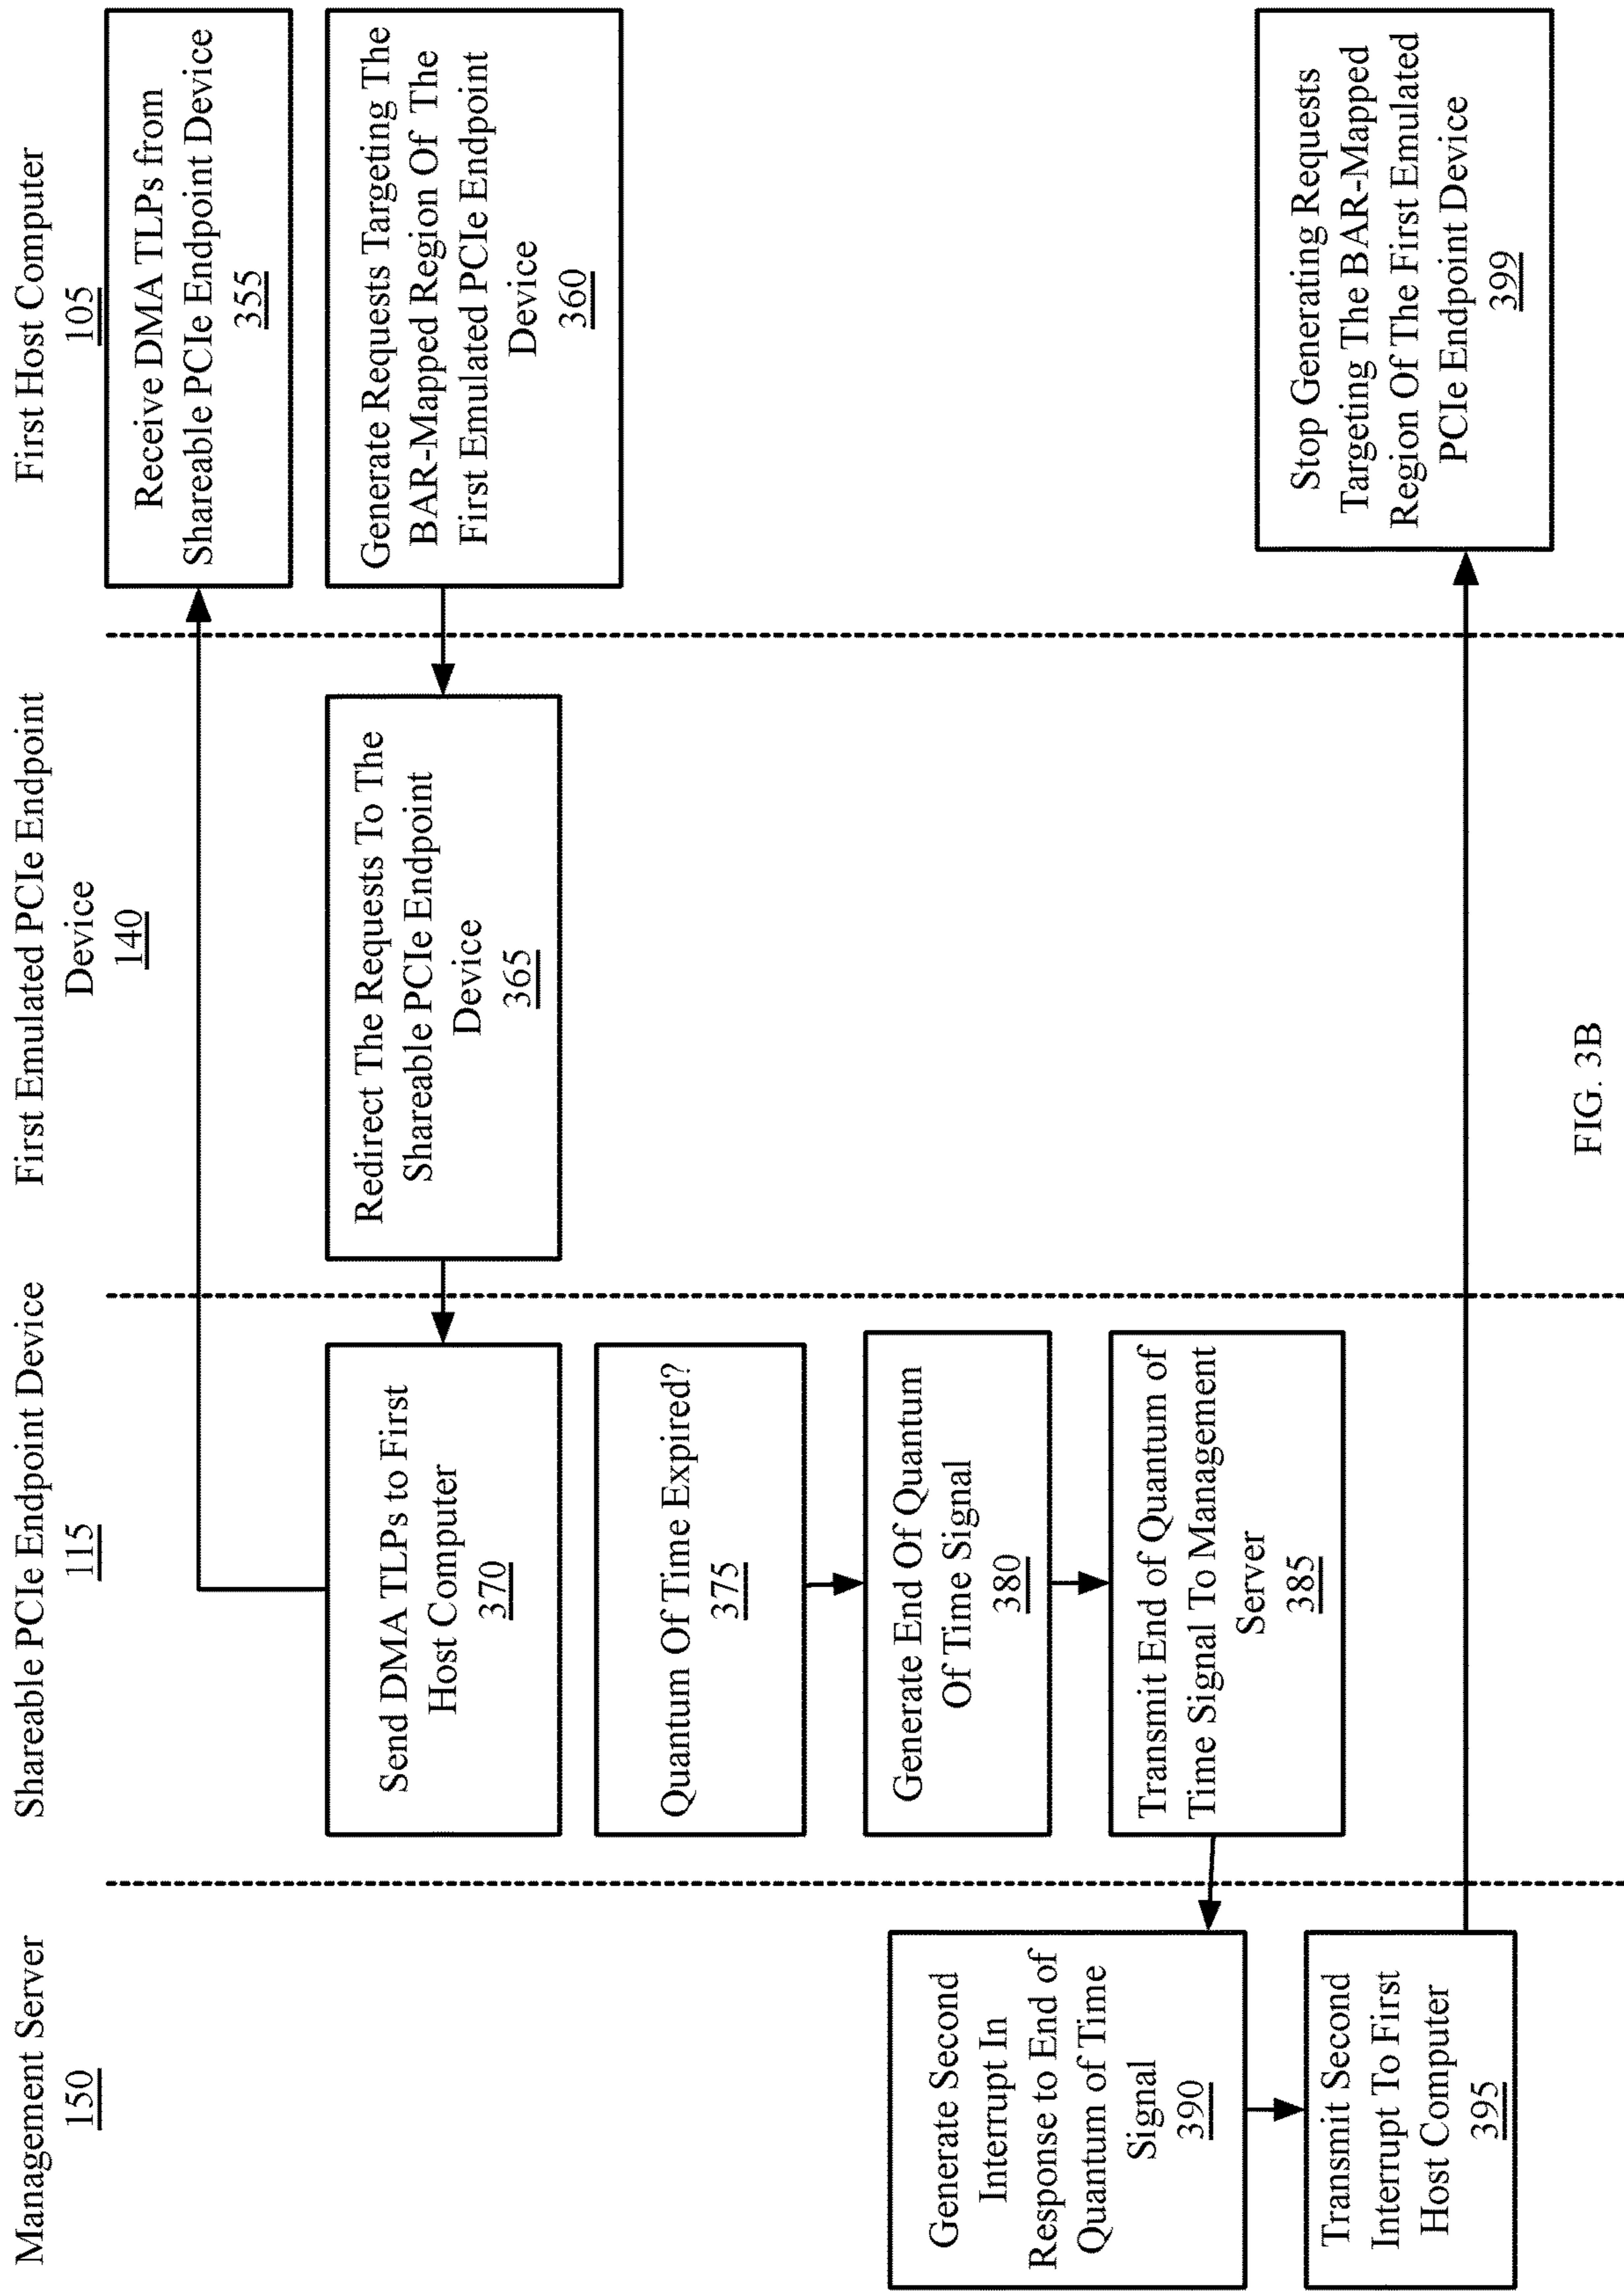 Management Server
150
Shareable PCIe Endpoint Device
115
First Emulated PCIe Endpoint
Device
140
First Host Computer
105
Receive DMA TLPs from
Shareable PCIe Endpoint Device
355
Generate Requests Targeting The
BAR-Mapped Region Of The
First Emulated PCIe Endpoint
Device
360
Redirect The Requests To The
Shareable PCIe Endpoint
Device
365
Send DMA TLPs to First
Host Computer
370
Quantum Of Time Expired?
375
Generate End Of Quantum
Of Time Signal
380
Transmit End of Quantum of
Time Signal To Management
Server
385
Generate Second
Interrupt In
Response to End of
Quantum of Time
Signal
390
Transmit Second
Interrupt To First
Host Computer
395
Stop Generating Requests
Targeting The BAR-Mapped
Region Of The First Emulated
PCIe Endpoint Device
399
FIG. 3B